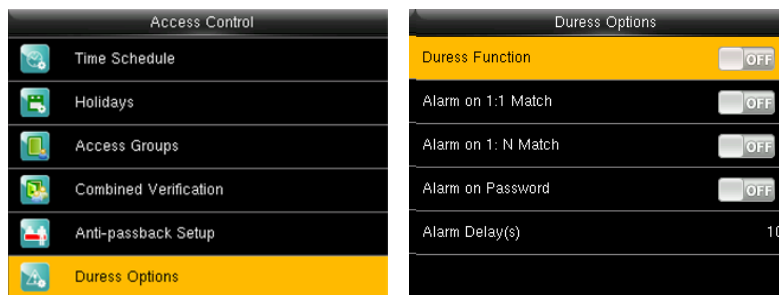 Access Control
Time Schedule
Holidays
Access Groups
Combined Verification
Anti-passback Setup
Duress Options
Duress Options
Duress Function OFF
Alarm on 1:1 Match OFF
Alarm on 1: N Match OFF
Alarm on Password OFF
Alarm Delay(s) 10